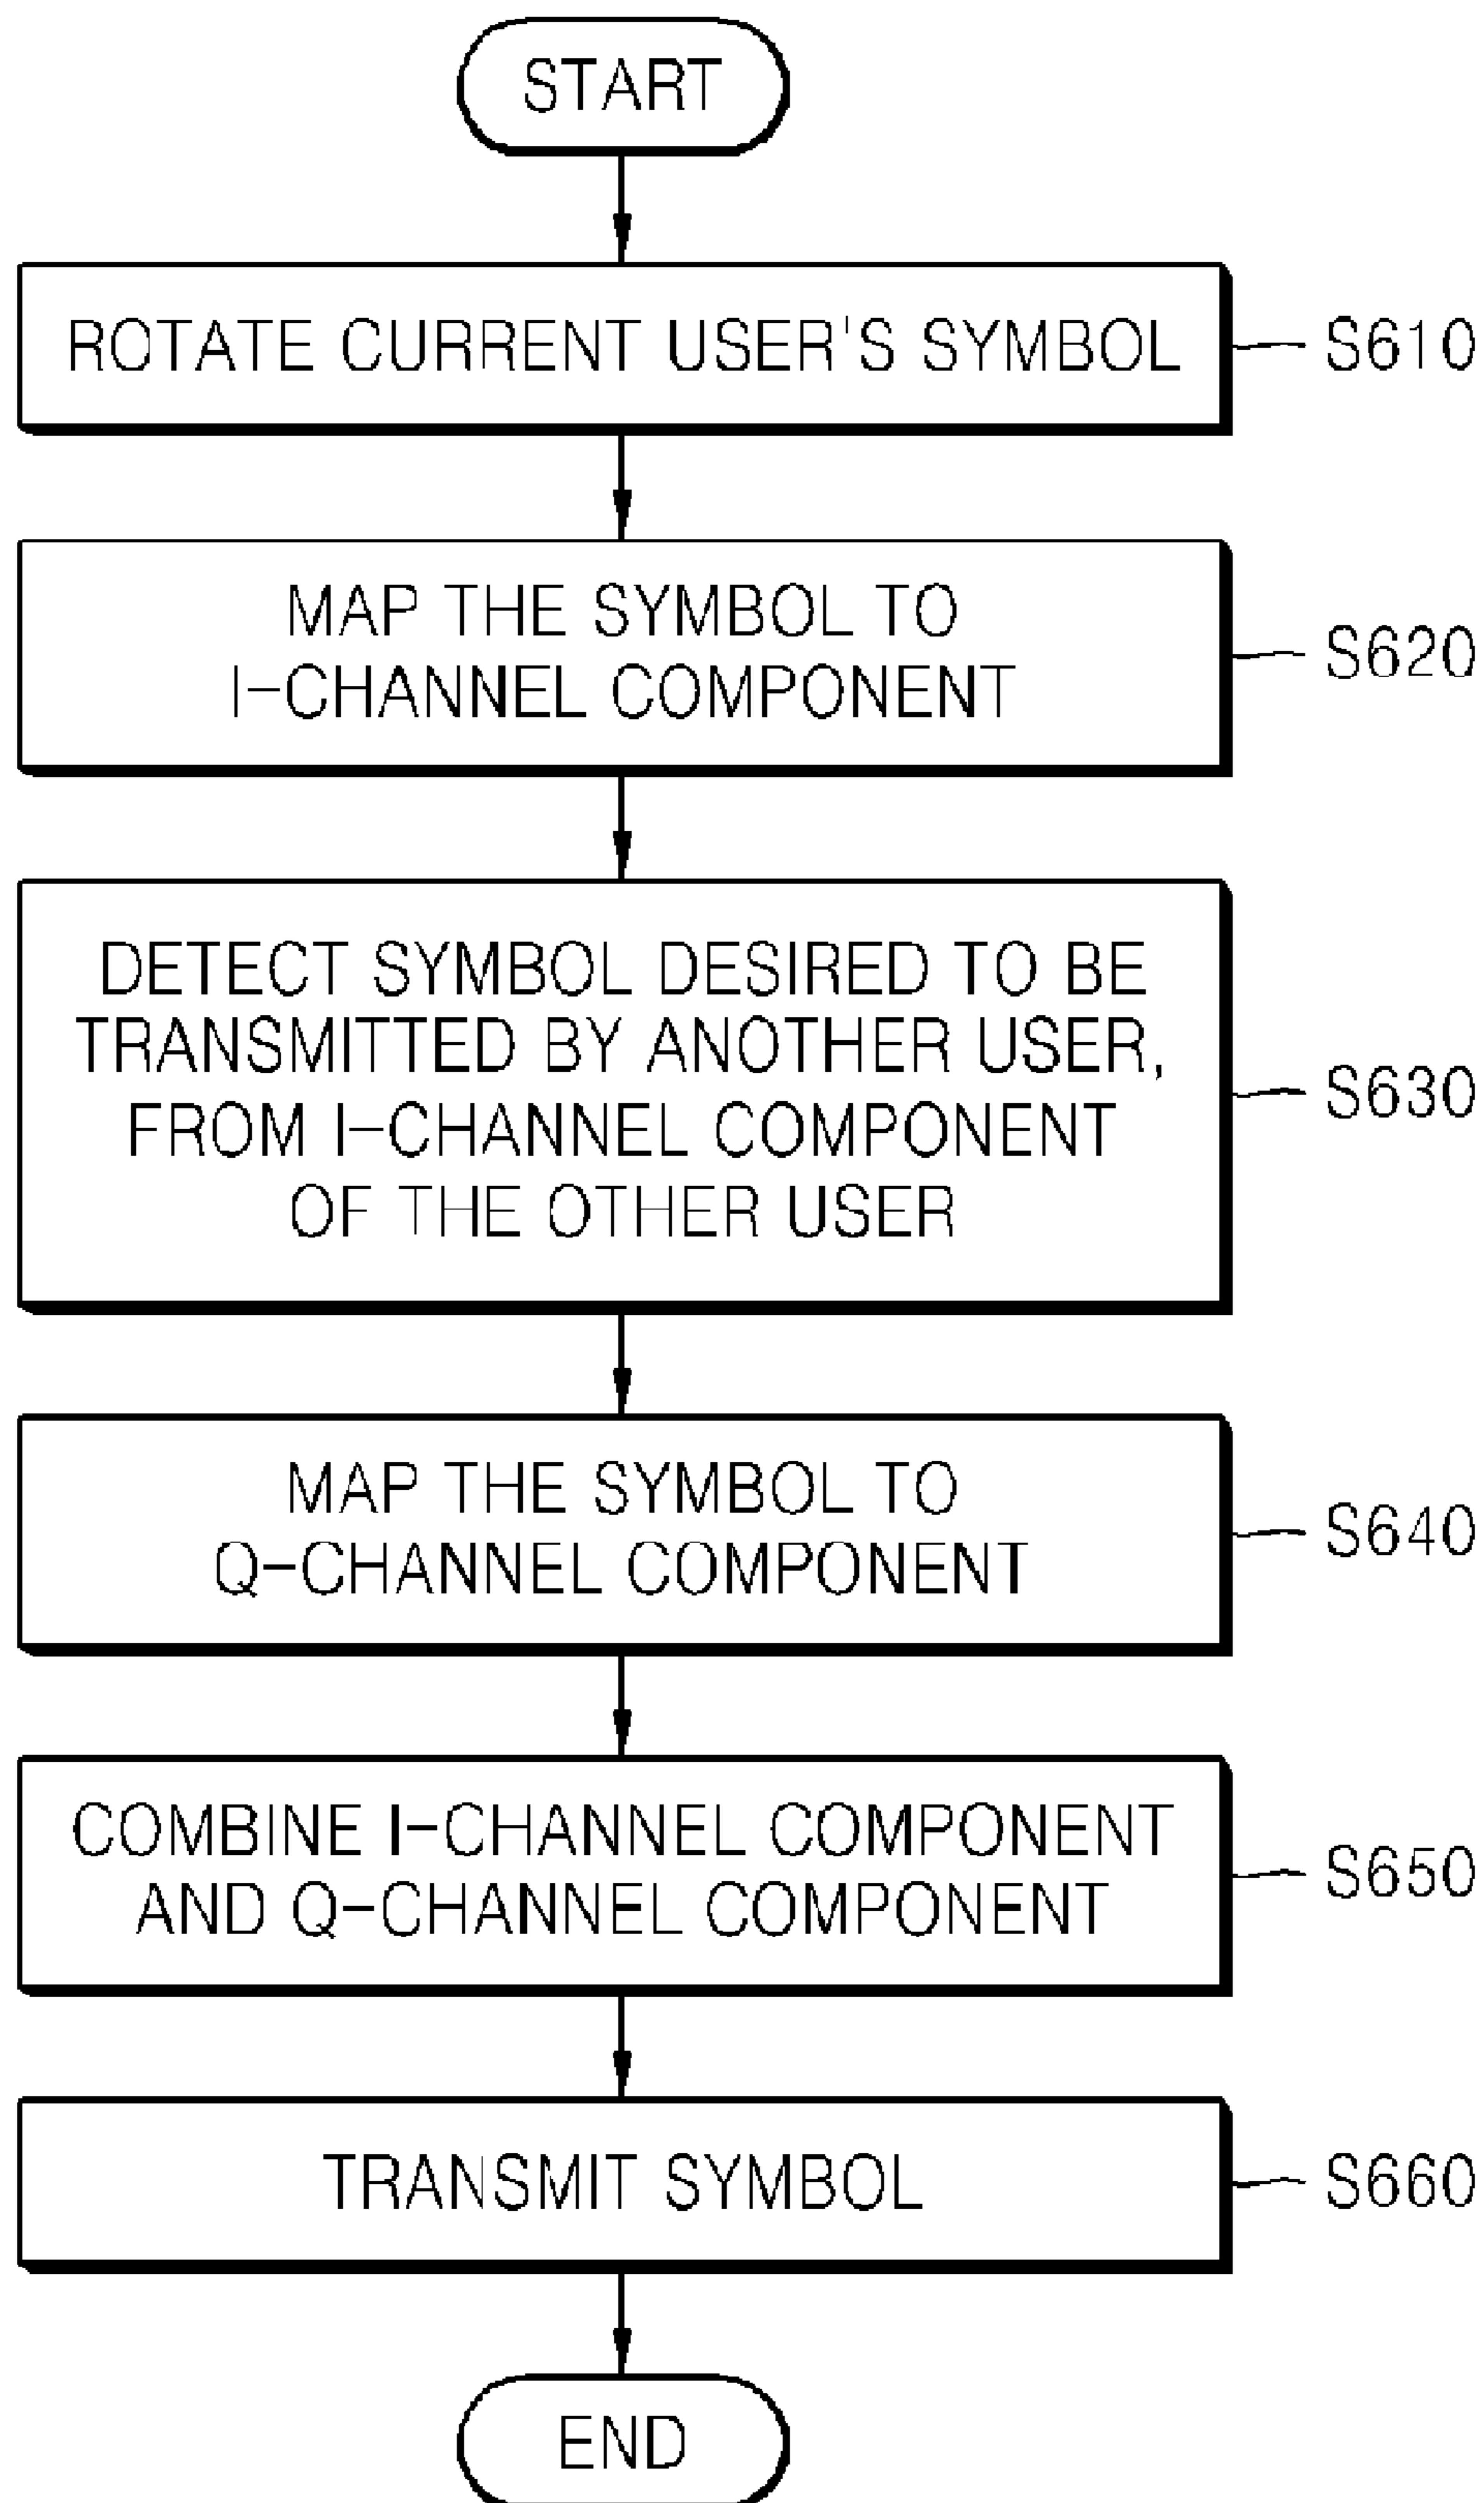 START
ROTATE CURRENT USER'S SYMBOL
S610
MAP THE SYMBOL TO
I-CHANNEL COMPONENT
S620
DETECT SYMBOL DESIRED TO BE
TRANSMITTED BY ANOTHER USER,
FROM I-CHANNEL COMPONENT
OF THE OTHER USER
S630
MAP THE SYMBOL TO
Q-CHANNEL COMPONENT
S640
COMBINE I-CHANNEL COMPONENT
AND Q-CHANNEL COMPONENT
S650
TRANSMIT SYMBOL
S660
END